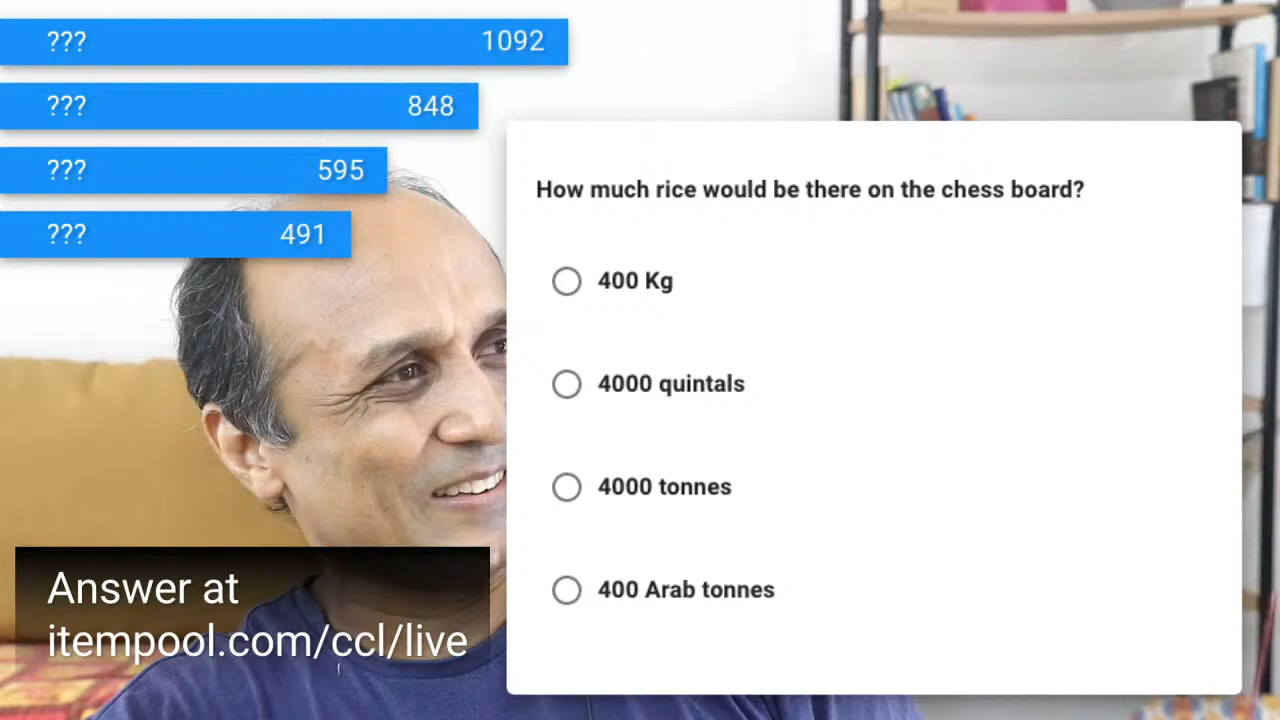 ??? 1092
??? 848
??? 595
??? 491
How much rice would be there on the chess board?
400 Kg
4000 quintals
4000 tonnes
400 Arab tonnes
Answer at
itempool.com/ccl/live